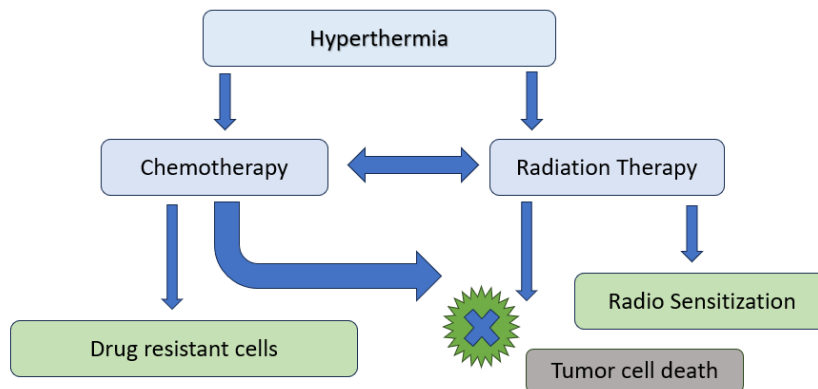 Hyperthermia
Chemotherapy
Radiation Therapy
Radio Sensitization
Drug resistant cells
Tumor cell death